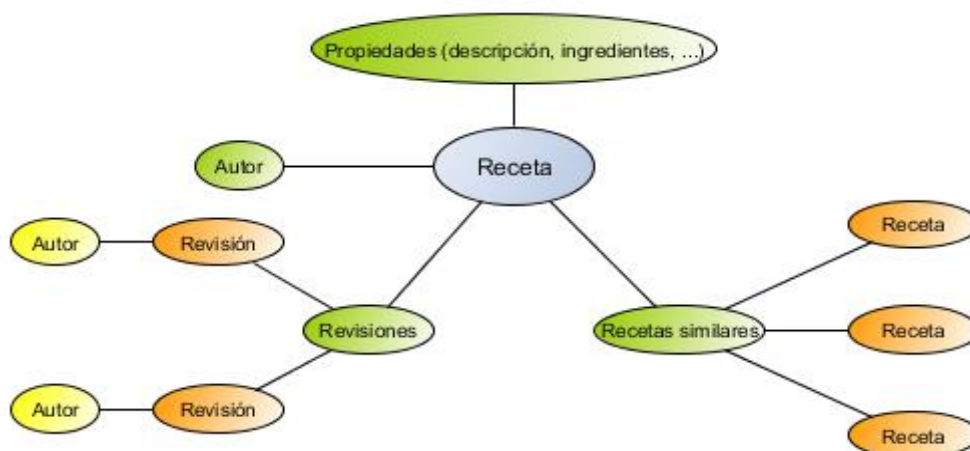 Propiedades (descripción, ingredientes, ...)
Receta
Autor
Autor
Revisión
Receta
Revisiones
Recetas similares
Receta
Autor
Revisión
Receta